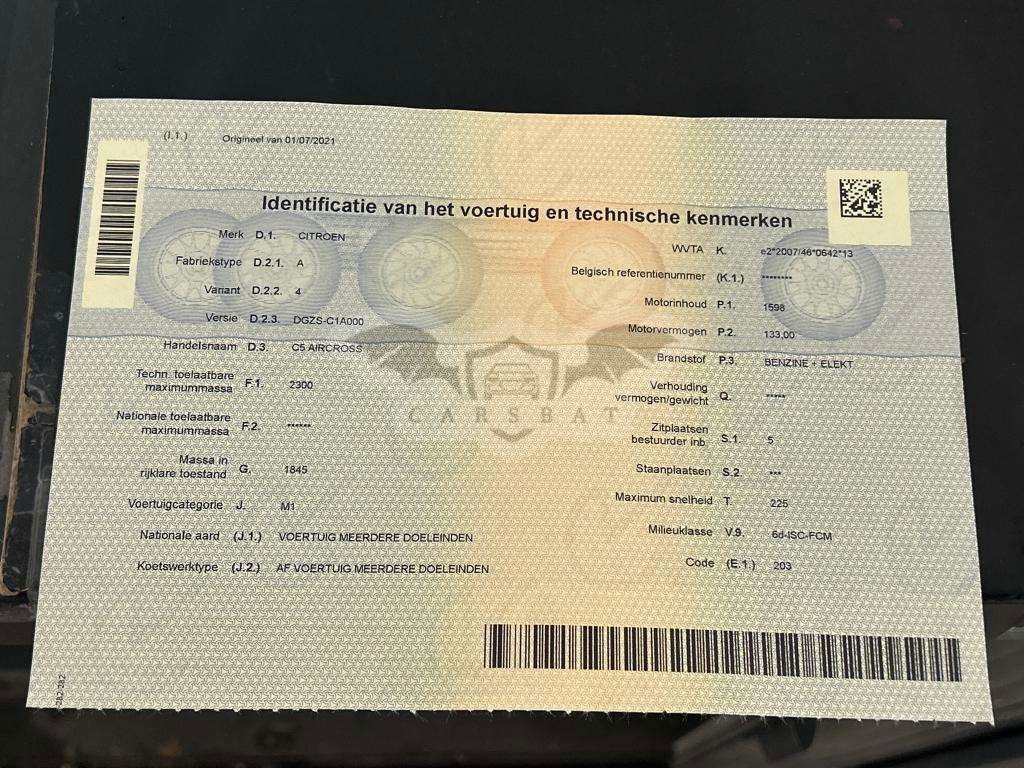 (I.1.) Origineel van 01/07/2021
Identificatie van het voertuig en technische kenmerken
Merk D.1. CITROEN
Fabriekstype D.2.1. A
Variant D.2.2. 4
Versie D.2.3. DGZS-C1A000
Handelsnaam D.3. C5 AIRCROSS
Techn. toelaatbare
maximummassa F.1. 2300
Nationale toelaatbare
maximummassa F.2. ******
Massa in
rijklare toestand G. 1845
Voertuigcategorie J. M1
Nationale aard (J.1.) VOERTUIG MEERDERE DOELEINDEN
Koetswerktype (J.2.) AF VOERTUIG MEERDERE DOELEINDEN
WVTA K. e2*2007/46*0642*13
Belgisch referentienummer (K.1.) ********
Motorinhoud P.1. 1598
Motorvermogen P.2. 133,00
Brandstof P.3. BENZINE + ELEKT
Verhouding
vermogen/gewicht Q. *****
Zitplaatsen
bestuurder inb. S.1. 5
Staanplaatsen S.2. ***
Maximum snelheid T. 225
Milieuklasse V.9. 6d-ISC-FCM
Code (E.1.) 203
CARSBAT